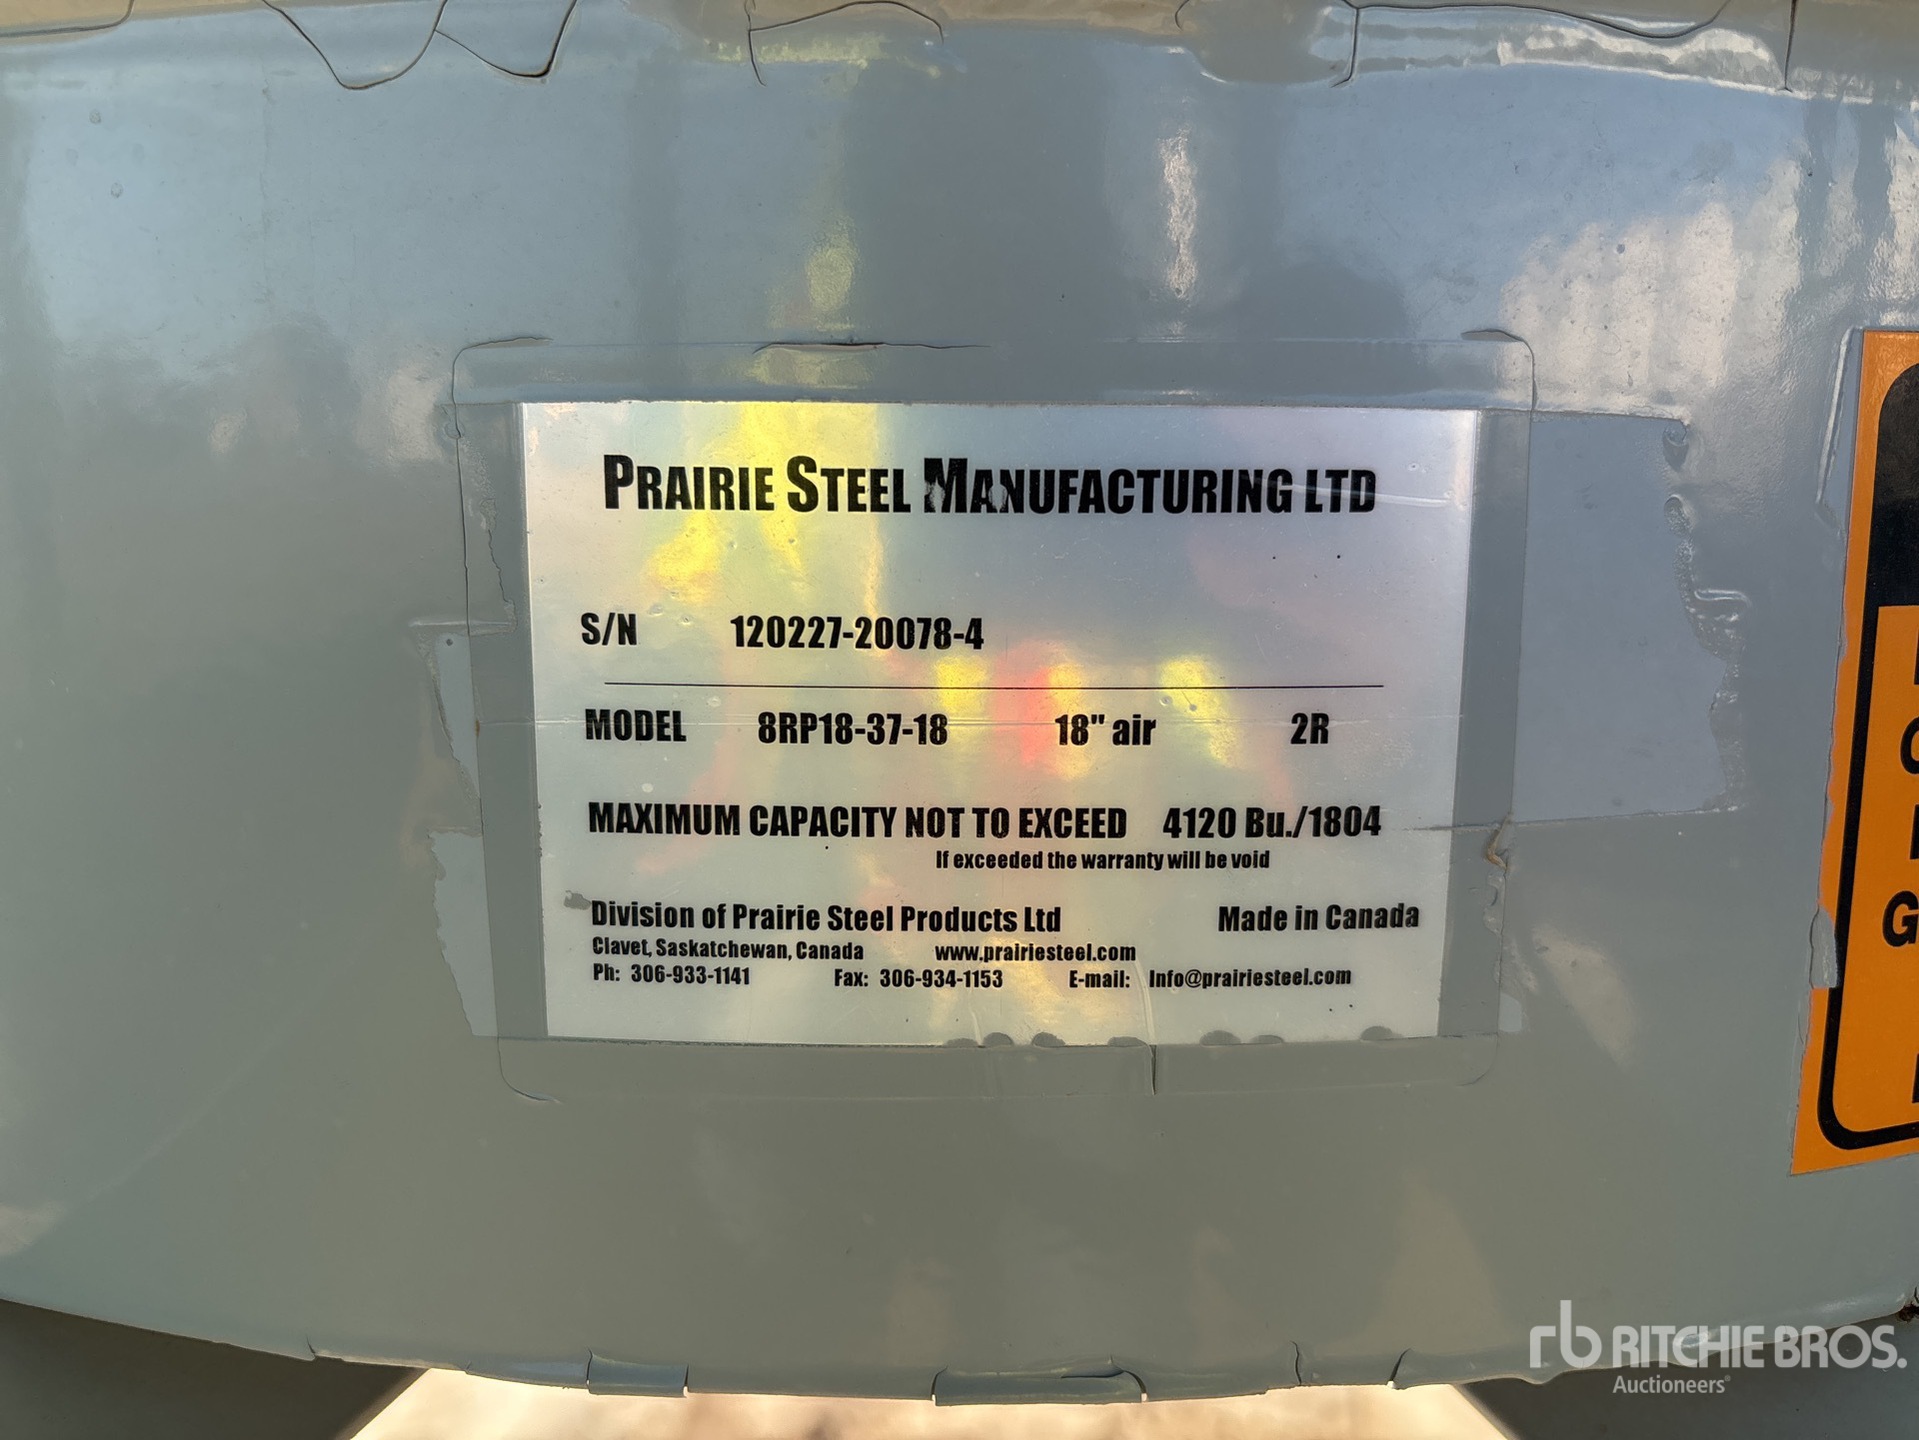 PRAIRIE STEEL MANUFACTURING LTD
S/N 120227-20078-4
MODEL 8RP18-37-18 18" air 2R
MAXIMUM CAPACITY NOT TO EXCEED 4120 Bu./1804
If exceeded the warranty will be void
Division of Prairie Steel Products Ltd Made in Canada
Clavet, Saskatchewan, Canada www.prairiesteel.com
Ph: 306-933-1141 Fax: 306-934-1153 E-mail: Info@prairiesteel.com
rb RITCHIE BROS.
Auctioneers